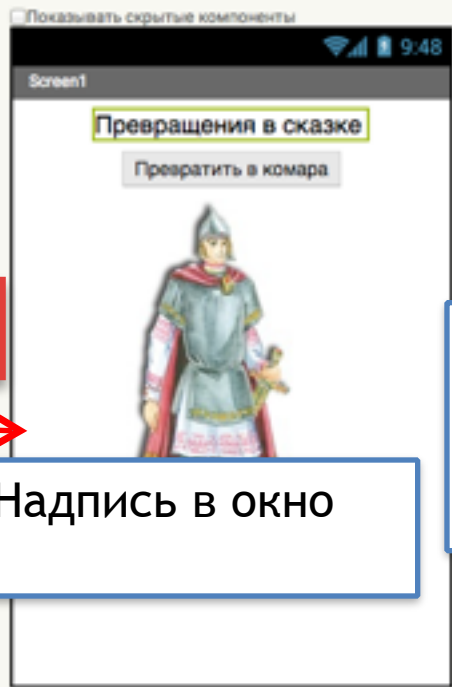 Показывать скрытые компоненты
9:48
Screen1
Превращения в сказке
Превратить в комара
Надпись в окно